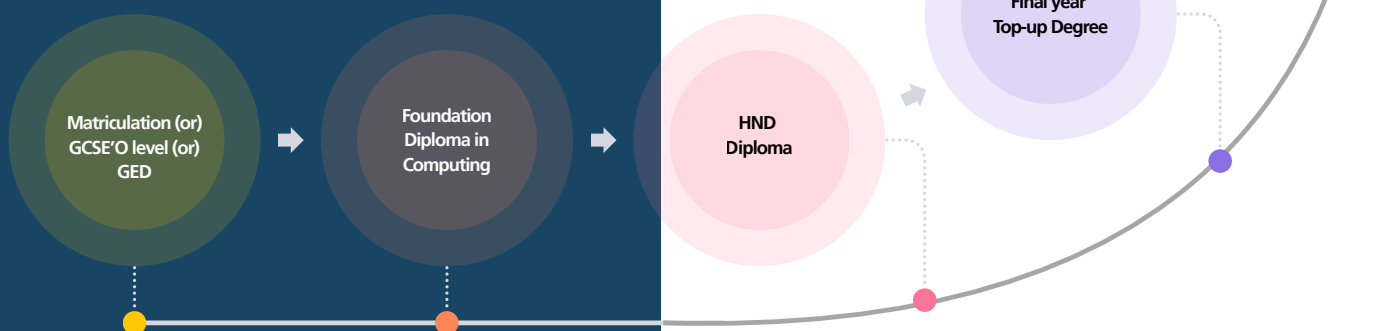 Matriculation (or)
GCSE'O level (or)
GED
Foundation
Diploma in
Computing
HND
Diploma
Final year
Top-up Degree